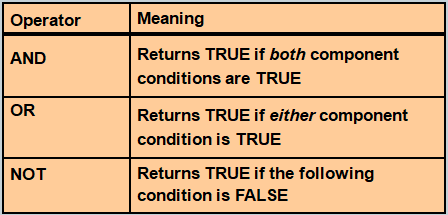 Operator Meaning
AND Returns TRUE if both component
conditions are TRUE
OR Returns TRUE if either component
condition is TRUE
NOT Returns TRUE if the following
condition is FALSE